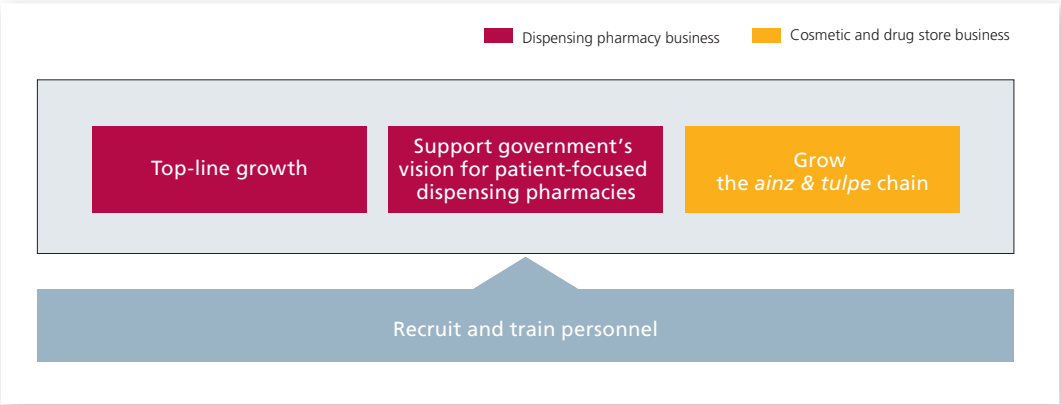 Dispensing pharmacy business
Cosmetic and drug store business
Top-line growth
Support government’s
vision for patient-focused
dispensing pharmacies
Grow
the ainz & tulpe chain
Recruit and train personnel